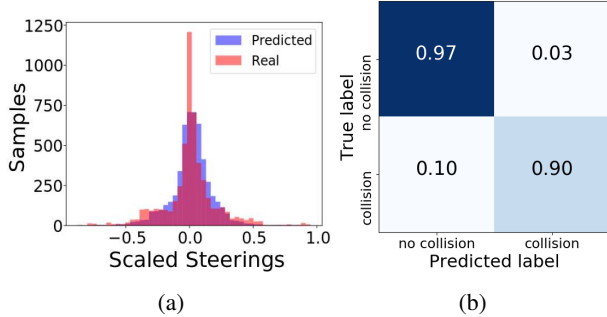 1250
1000
750
500
250
0
Samples
Predicted
Real
−0.5
0.0
0.5
1.0
Scaled Steerings
(a)
True label
no collision
collision
0.97
0.03
0.10
0.90
no collision
collision
Predicted label
(b)